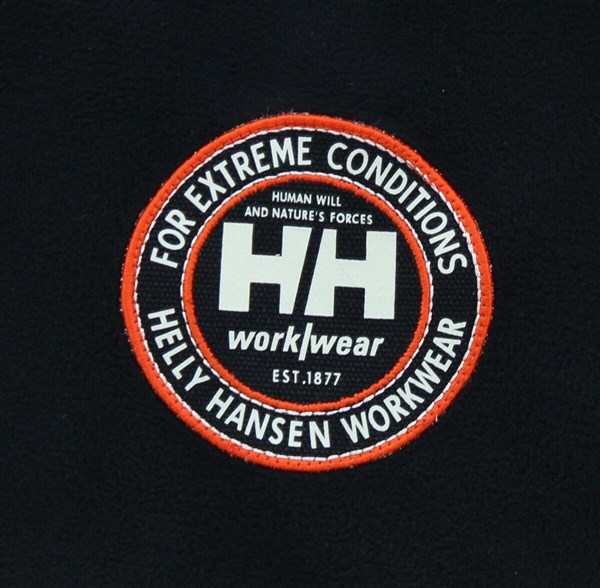 FOR EXTREME CONDITIONS
HUMAN WILL
AND NATURE'S FORCES
HH
work/wear
EST.1877
HELLY HANSEN WORKWEAR